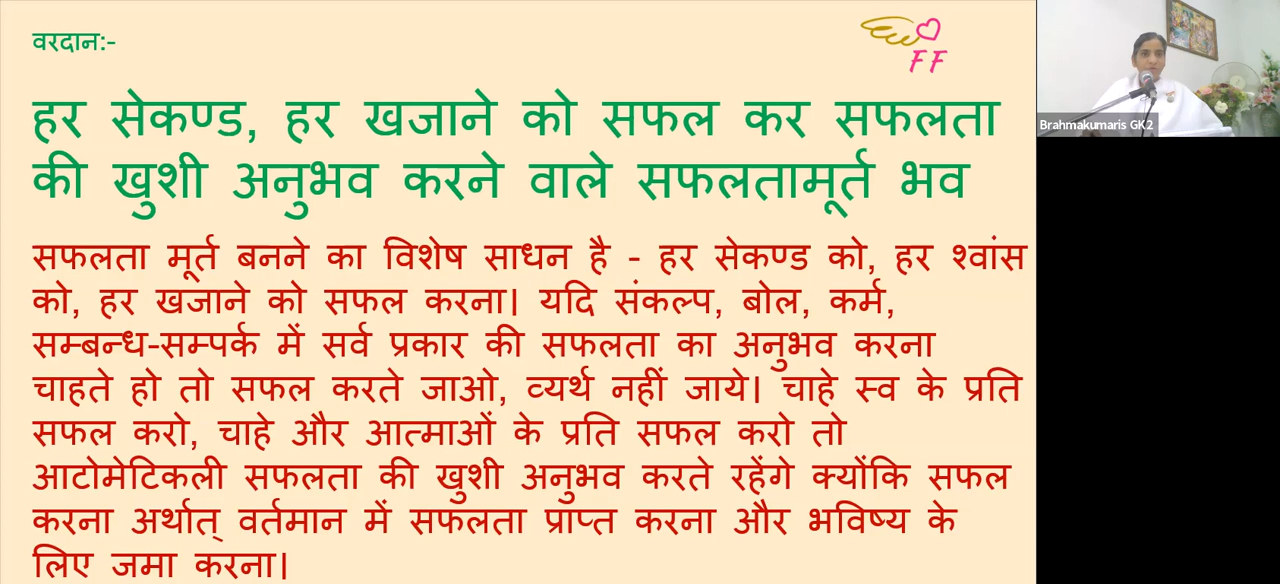 वरदान:-
FF
हर सेकण्ड, हर खजाने को सफल कर सफलता
की खुशी अनुभव करने वाले सफलतामूर्त भव
सफलता मूर्त बनने का विशेष साधन है - हर सेकण्ड को, हर श्वांस
को, हर खजाने को सफल करना। यदि संकल्प, बोल, कर्म,
सम्बन्ध-सम्पर्क में सर्व प्रकार की सफलता का अनुभव करना
चाहते हो तो सफल करते जाओ, व्यर्थ नहीं जाये। चाहे स्व के प्रति
सफल करो, चाहे और आत्माओं के प्रति सफल करो तो
आटोमेटिकली सफलता की खुशी अनुभव करते रहेंगे क्योंकि सफल
करना अर्थात् वर्तमान में सफलता प्राप्त करना और भविष्य के
लिए जमा करना।
Brahmakumaris GK2